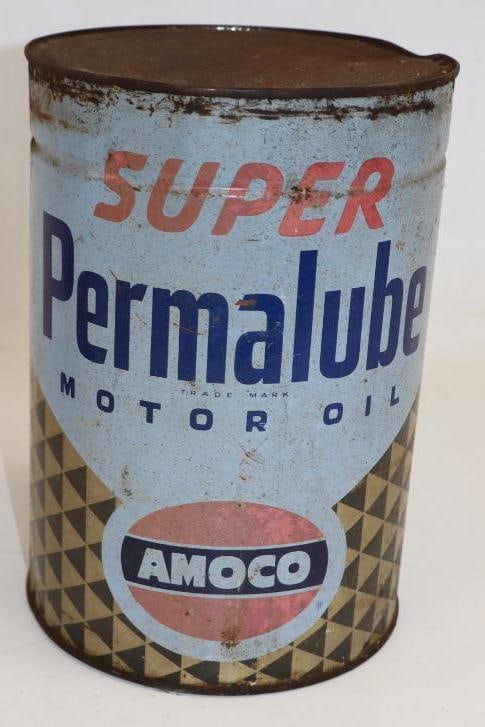 SUPER
Permalube
TRADE MARK
MOTOR OIL
AMOCO
®